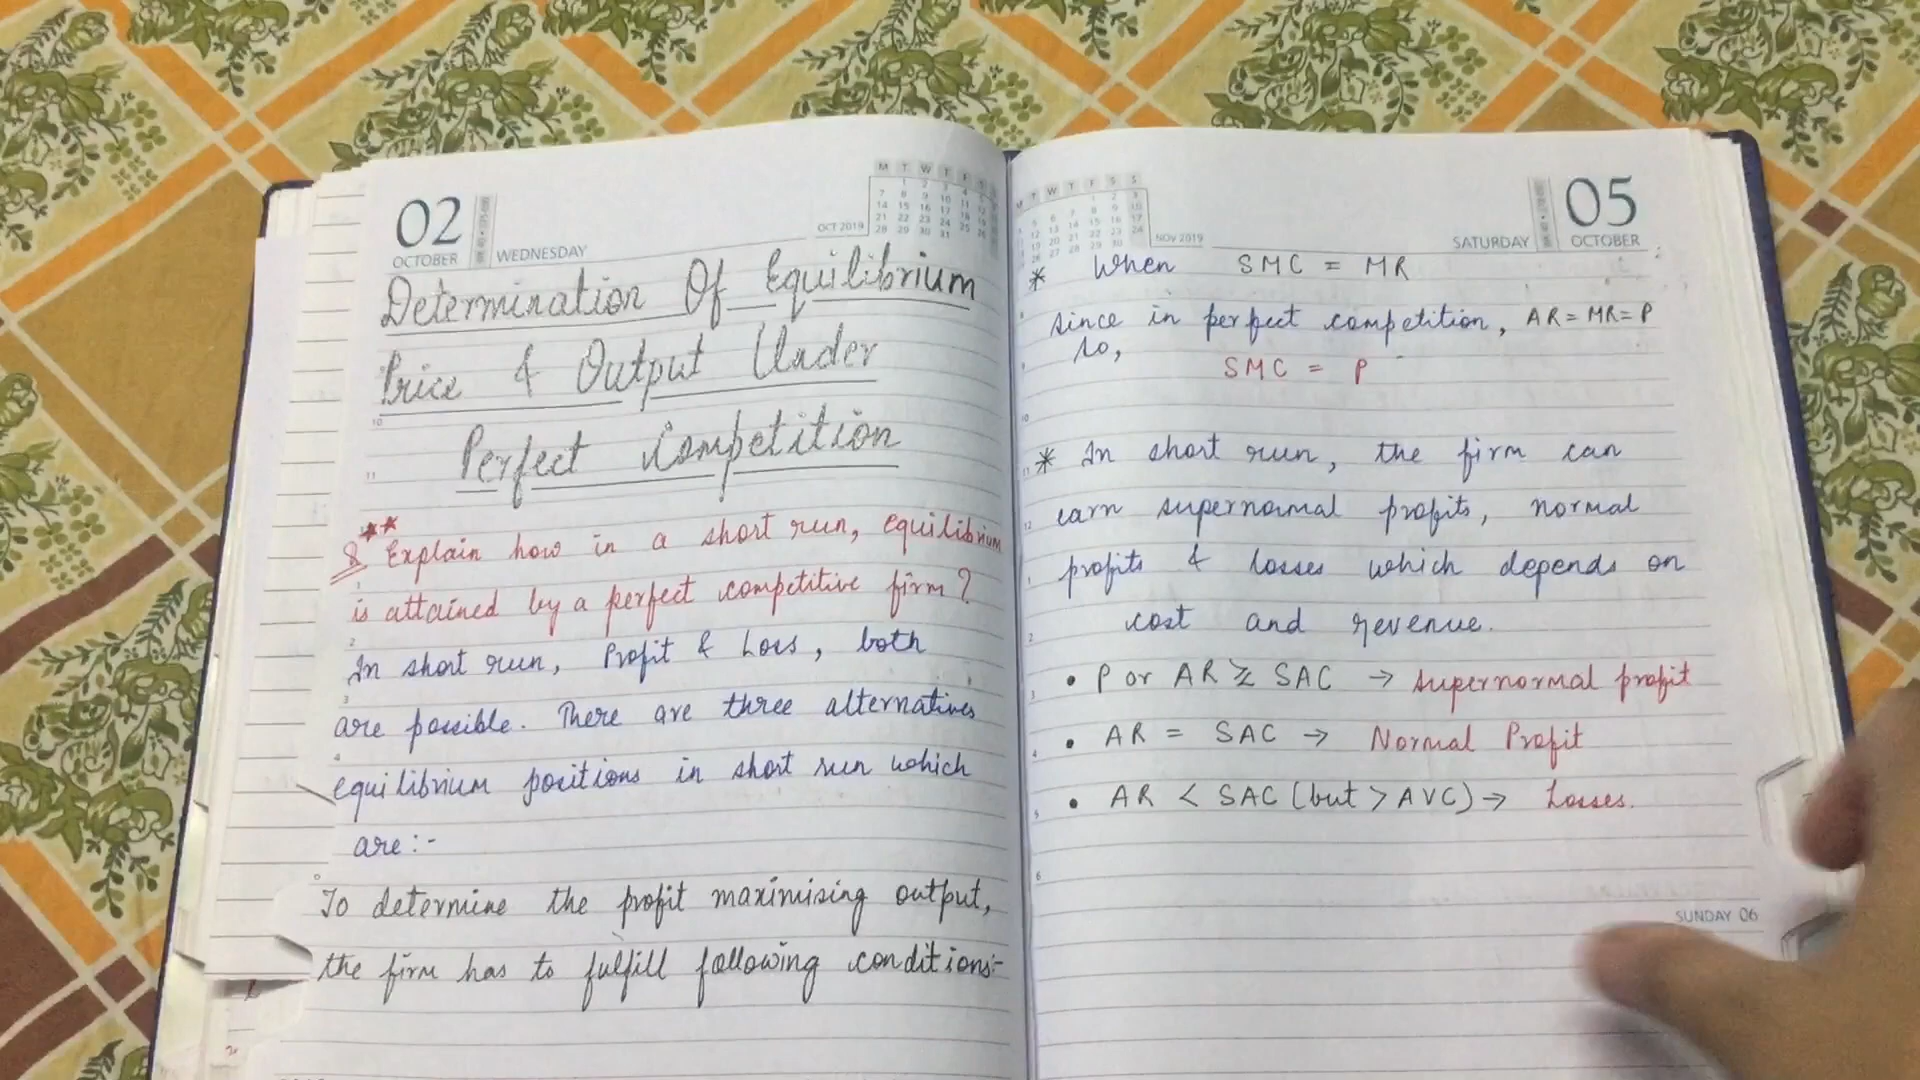 02
OCTOBER
WEDNESDAY
OCT 2019
Determination Of Equilibrium
Price & Output Under
Perfect Competition
Q Explain how in a short run, equilibrium
is attained by a perfect competitive firm?
In short run, Profit & Loss, both
are possible. There are three alternatives
equilibrium positions in short run which
are:-
To determine the profit maximising output,
the firm has to fulfill following conditions:-
NOV 2019
SATURDAY
05
OCTOBER
* When SMC = MR
since in perfect competition, AR = MR = P
so,
SMC = P
* In short run, the firm can
earn supernormal profits, normal
profits & losses which depends on
cost and revenue.
• P or AR ≥ SAC → supernormal profit
• AR = SAC → Normal Profit
• AR < SAC (but > AVC) → Losses.
SUNDAY 06